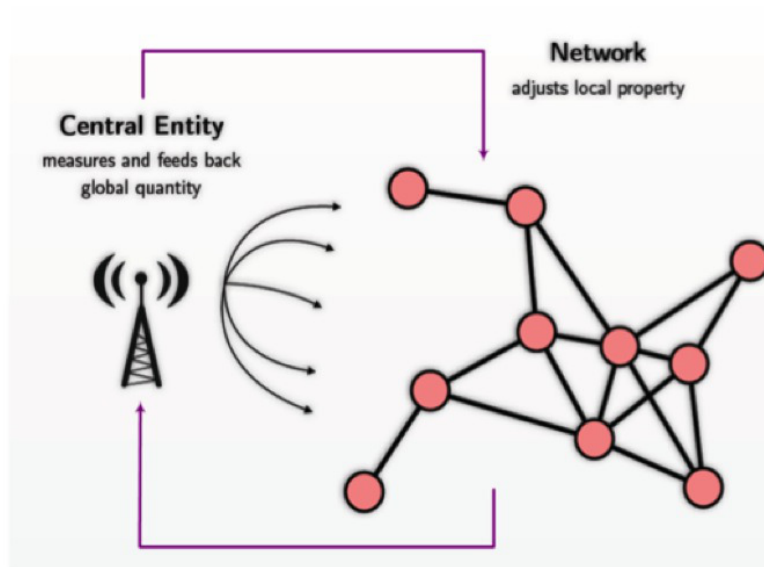 Network
adjusts local property
Central Entity
measures and feeds back
global quantity